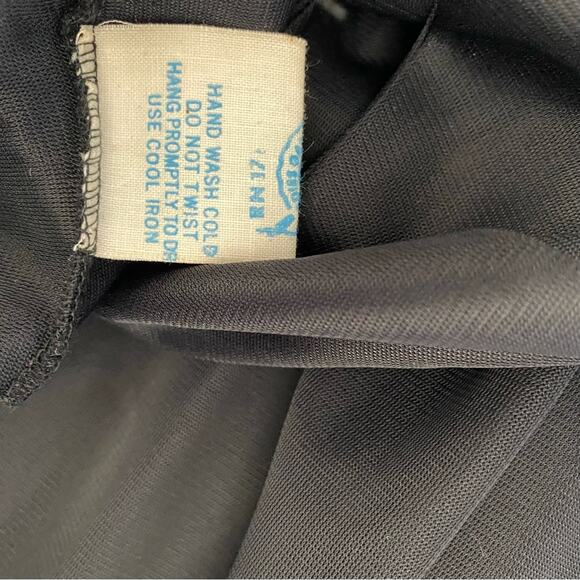 HAND WASH COLD
DO NOT TWIST
HANG PROMPTLY TO DR
USE COOL IRON
RN 17